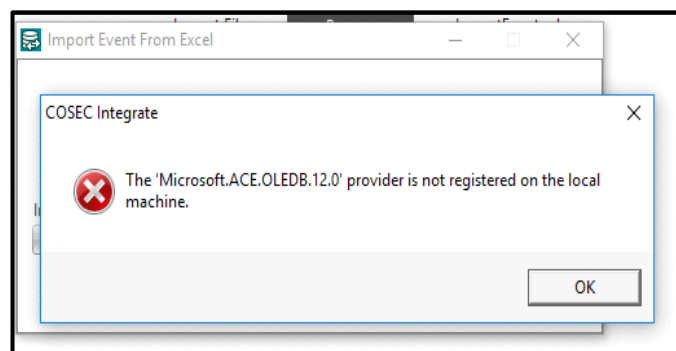 Import Event From Excel
COSEC Integrate
The 'Microsoft.ACE.OLEDB.12.0' provider is not registered on the local
machine.
OK